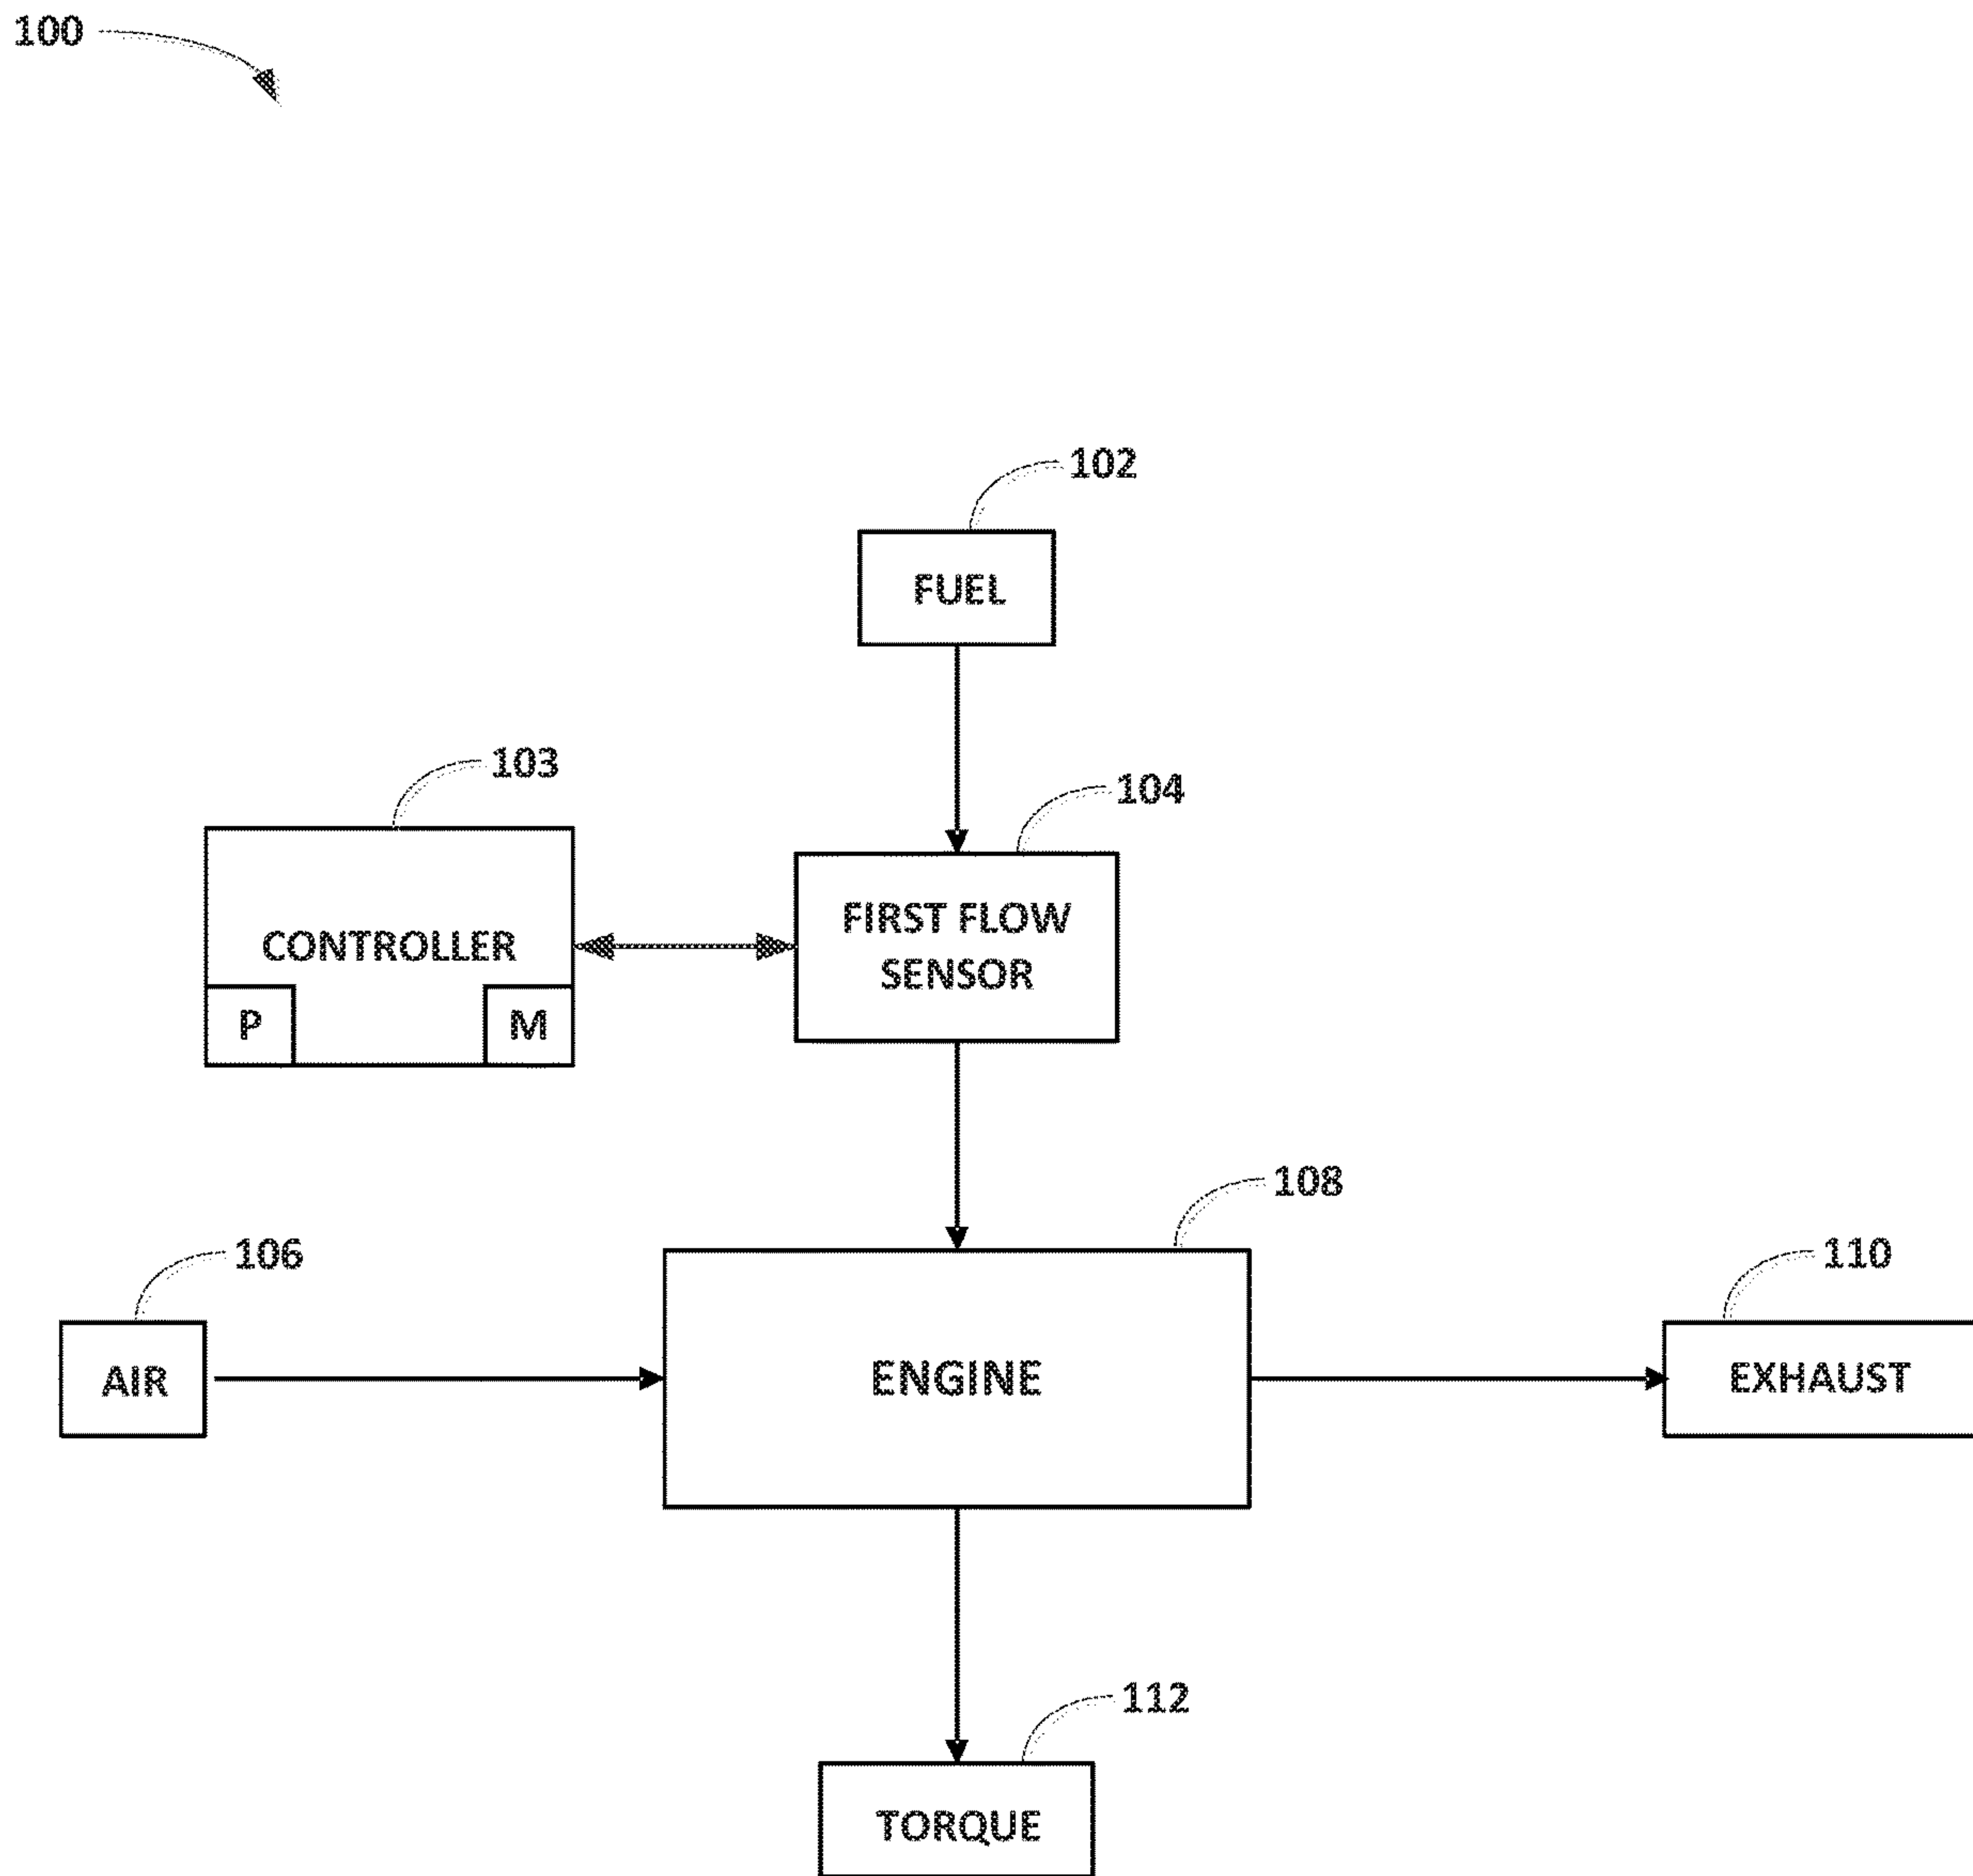 100
102
FUEL
103
104
CONTROLLER
P
M
FIRST FLOW
SENSOR
108
106
110
AIR
ENGINE
EXHAUST
112
TORQUE